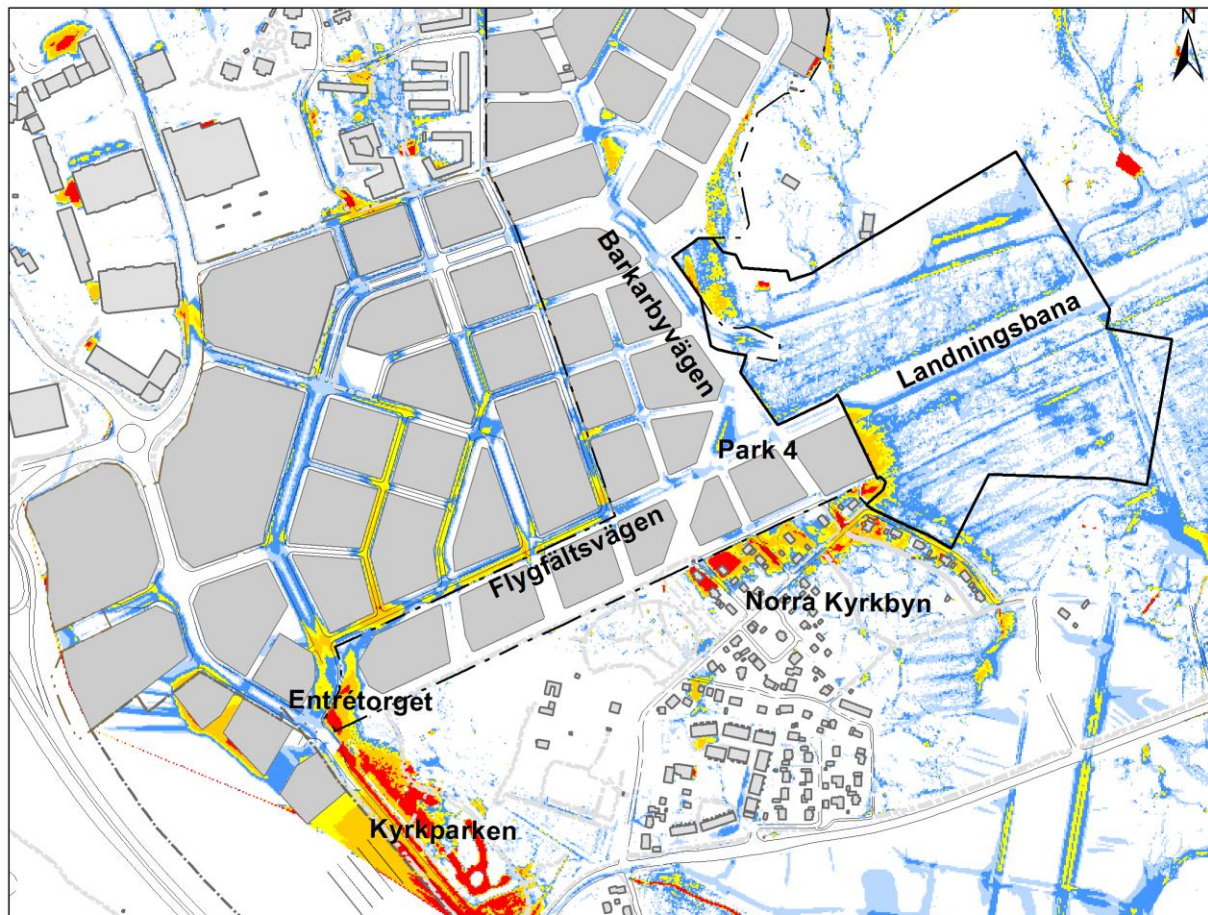 N
Barkarbyvägen
Landningsbana
Park 4
Flygfältsvägen
Norra Kyrkbyn
Entrétorget
Kyrkparken